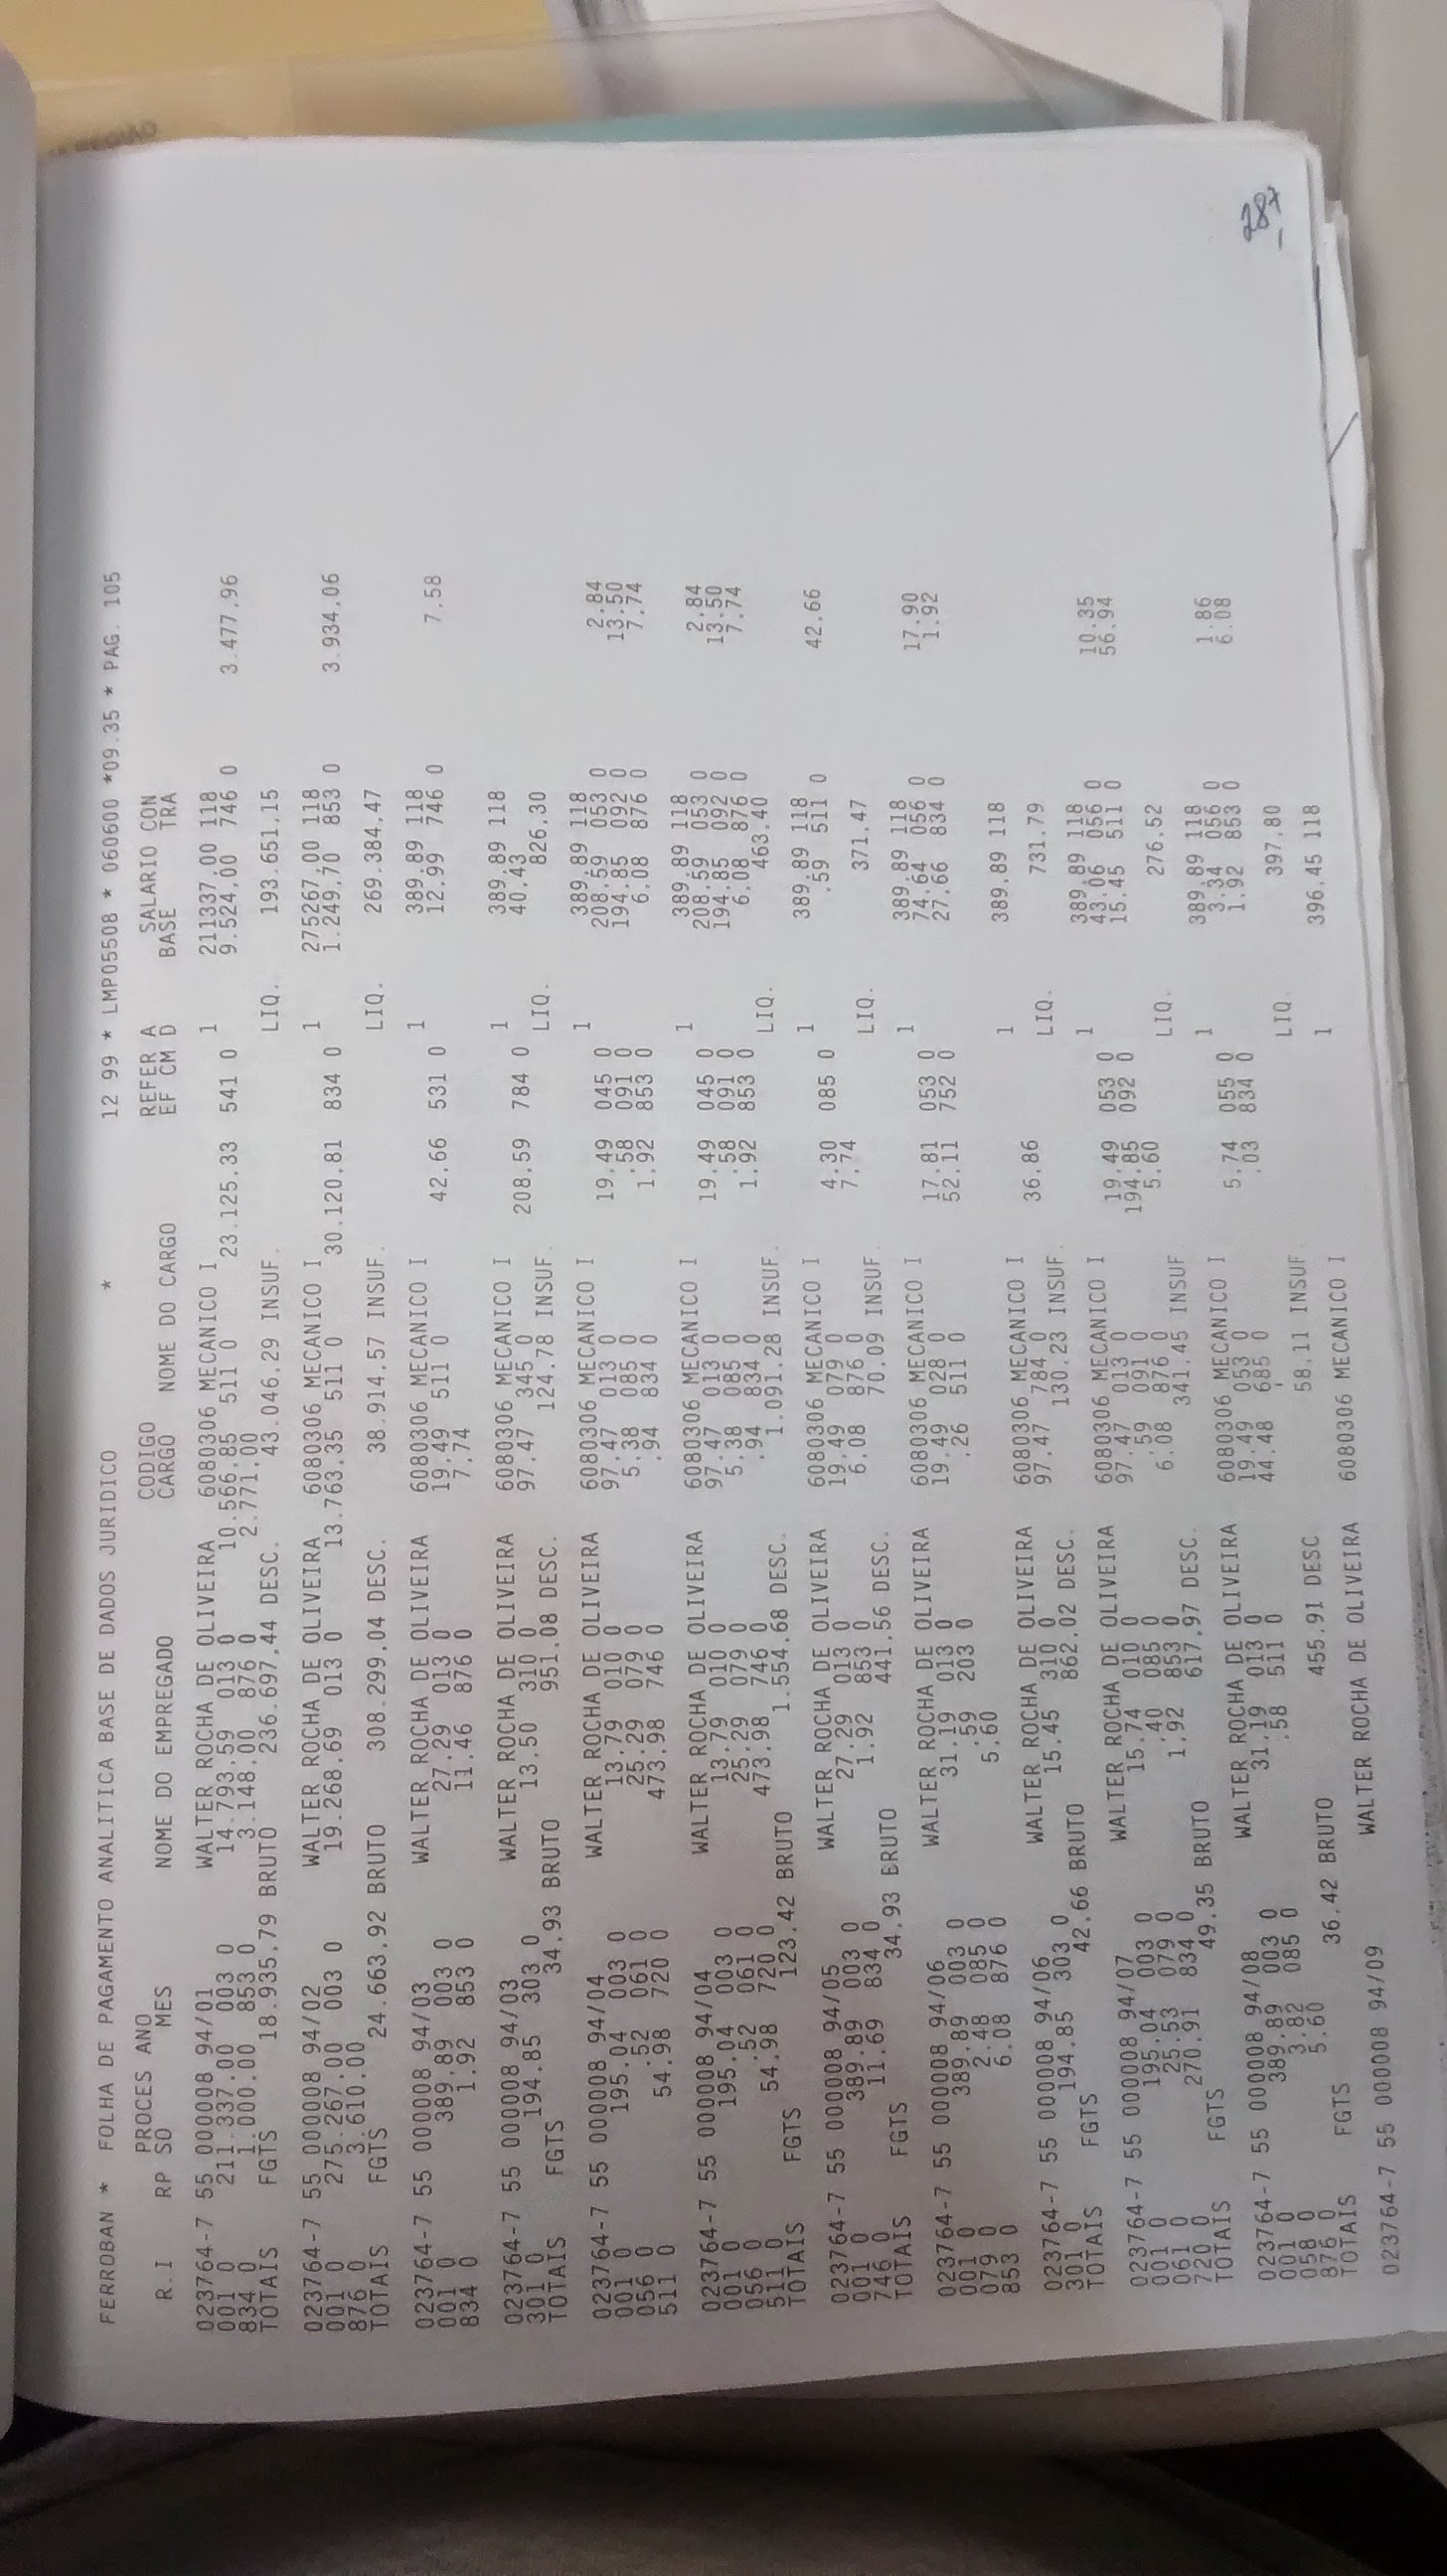 FERROBAN * FOLHA DE PAGAMENTO ANALITICA BASE DE DADOS JURIDICO * 12 99 * LMP05508 * 060600 *09.35 * PAG. 105
PROCES ANO CODIGO REFER A SALARIO CON
R.I RP SO MES NOME DO EMPREGADO CARGO NOME DO CARGO EF CM D BASE TRA
023764-7 55 000008 94/01 WALTER ROCHA DE OLIVEIRA 6080306 MECANICO I 1 211337,00 118
001 0 211.337.00 003 0 14.793.59 013 0 10.566.85 511 0 23.125.33 541 0 9.524,00 746 0 3.477.96
834 0 1.000.00 853 0 3.148.00 876 0 2.771.00
TOTAIS FGTS 18.935,79 BRUTO 236.697,44 DESC. 43.046.29 INSUF. LIQ. 193.651,15
023764-7 55 000008 94/02 WALTER ROCHA DE OLIVEIRA 6080306 MECANICO I 1 275267,00 118
001 0 275.267.00 003 0 19.268.69 013 0 13.763.35 511 0 30.120.81 834 0 1.249,70 853 0 3.934.06
876 0 3.610.00
TOTAIS FGTS 24.663,92 BRUTO 308.299.04 DESC. 38.914.57 INSUF. LIQ. 269.384.47
023764-7 55 000008 94/03 WALTER ROCHA DE OLIVEIRA 6080306 MECANICO I 1 389,89 118
001 0 389.89 003 0 27.29 013 0 19.49 511 0 42.66 531 0 12.99 746 0 7.58
834 0 1.92 853 0 11.46 876 0 7.74
023764-7 55 000008 94/03 WALTER ROCHA DE OLIVEIRA 6080306 MECANICO I 1 389,89 118
301 0 194.85 303 0 13.50 310 0 97.47 345 0 208.59 784 0 40.43
TOTAIS FGTS 34,93 BRUTO 951.08 DESC. 124.78 INSUF. LIQ. 826,30
023764-7 55 000008 94/04 WALTER ROCHA DE OLIVEIRA 6080306 MECANICO I 1 389,89 118
001 0 195.04 003 0 13.79 010 0 97.47 013 0 19.49 045 0 208.59 053 0 2.84
056 0 .52 061 0 25.29 079 0 5.38 085 0 .58 091 0 194.85 092 0 13.50
511 0 54.98 720 0 473.98 746 0 .94 834 0 1.92 853 0 6.08 876 0 7.74
023764-7 55 000008 94/04 WALTER ROCHA DE OLIVEIRA 6080306 MECANICO I 1 389.89 118
001 0 195.04 003 0 13.79 010 0 97.47 013 0 19.49 045 0 208.59 053 0 2.84
056 0 .52 061 0 25.29 079 0 5.38 085 0 .58 091 0 194.85 092 0 13.50
511 0 54.98 720 0 473.98 746 0 .94 834 0 1.92 853 0 6.08 876 0 7.74
TOTAIS FGTS 123,42 BRUTO 1.554.68 DESC. 1.091.28 INSUF. LIQ. 463.40
023764-7 55 000008 94/05 WALTER ROCHA DE OLIVEIRA 6080306 MECANICO I 1 389,89 118
001 0 389.89 003 0 27.29 013 0 19.49 079 0 4.30 085 0 .59 511 0 42.66
746 0 11.69 834 0 1.92 853 0 6.08 876 0 7.74
TOTAIS FGTS 34.93 BRUTO 441.56 DESC. 70.09 INSUF. LIQ. 371.47
023764-7 55 000008 94/06 WALTER ROCHA DE OLIVEIRA 6080306 MECANICO I 1 389.89 118
001 0 389.89 003 0 31.19 013 0 19.49 028 0 17.81 053 0 74.64 056 0 17.90
079 0 2.48 085 0 .59 203 0 .26 511 0 52.11 752 0 27.66 834 0 1.92
853 0 6.08 876 0 5.60
023764-7 55 000008 94/06 WALTER ROCHA DE OLIVEIRA 6080306 MECANICO I 1 389.89 118
301 0 194.85 303 0 15.45 310 0 97.47 784 0 36.86
TOTAIS FGTS 42.66 BRUTO 862.02 DESC. 130.23 INSUF. LIQ. 731.79
023764-7 55 000008 94/07 WALTER ROCHA DE OLIVEIRA 6080306 MECANICO I 1 389.89 118
001 0 195.04 003 0 15.74 010 0 97.47 013 0 19.49 053 0 43.06 056 0 10.35
061 0 25.53 079 0 .40 085 0 .59 091 0 194.85 092 0 15.45 511 0 56.94
720 0 270.91 834 0 1.92 853 0 6.08 876 0 5.60
TOTAIS FGTS 49.35 BRUTO 617,97 DESC. 341.45 INSUF LIQ. 276.52
023764-7 55 000008 94/08 WALTER ROCHA DE OLIVEIRA 6080306 MECANICO I 1 389.89 118
001 0 389.89 003 0 31.19 013 0 19.49 053 0 5.74 055 0 3.34 056 0 1.86
058 0 3.82 085 0 .58 511 0 44.48 685 0 .03 834 0 1.92 853 0 6.08
876 0 5.60
TOTAIS FGTS 36.42 BRUTO 455.91 DESC 58.11 INSUF LIQ 397.80
023764-7 55 000008 94/09 WALTER ROCHA DE OLIVEIRA 6080306 MECANICO I 1 396.45 118
287